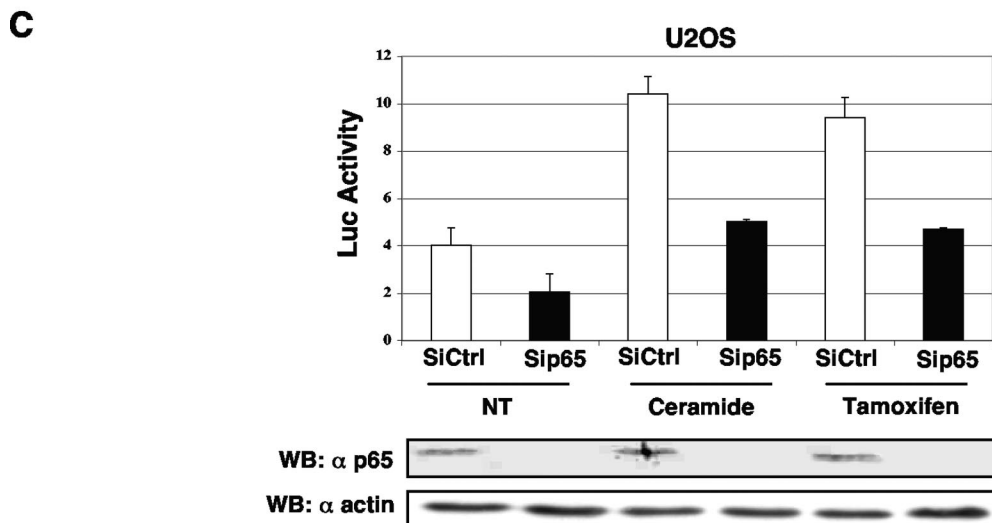 C
U2OS
Luc Activity
12
10
8
6
4
2
0
SiCtrl Sip65 SiCtrl Sip65 SiCtrl Sip65
NT Ceramide Tamoxifen
WB: α p65
WB: α actin